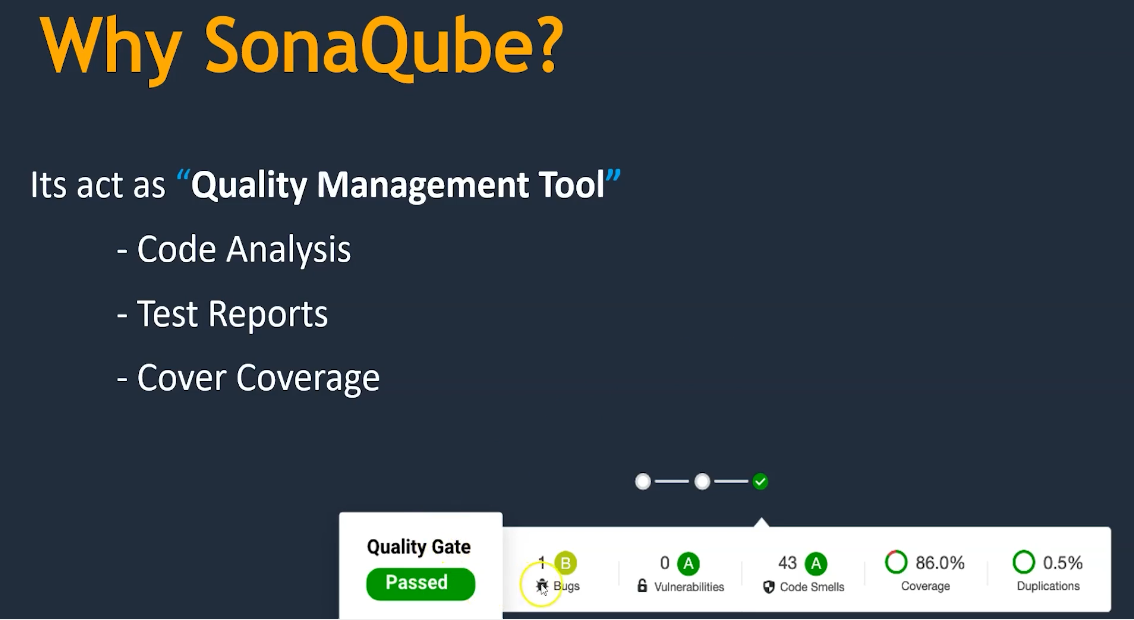 Why SonaQube?
Its act as “Quality Management Tool”
- Code Analysis
- Test Reports
- Cover Coverage
Quality Gate
Passed
1 B
Bugs
0 A
Vulnerabilities
43 A
Code Smells
86.0%
Coverage
0.5%
Duplications